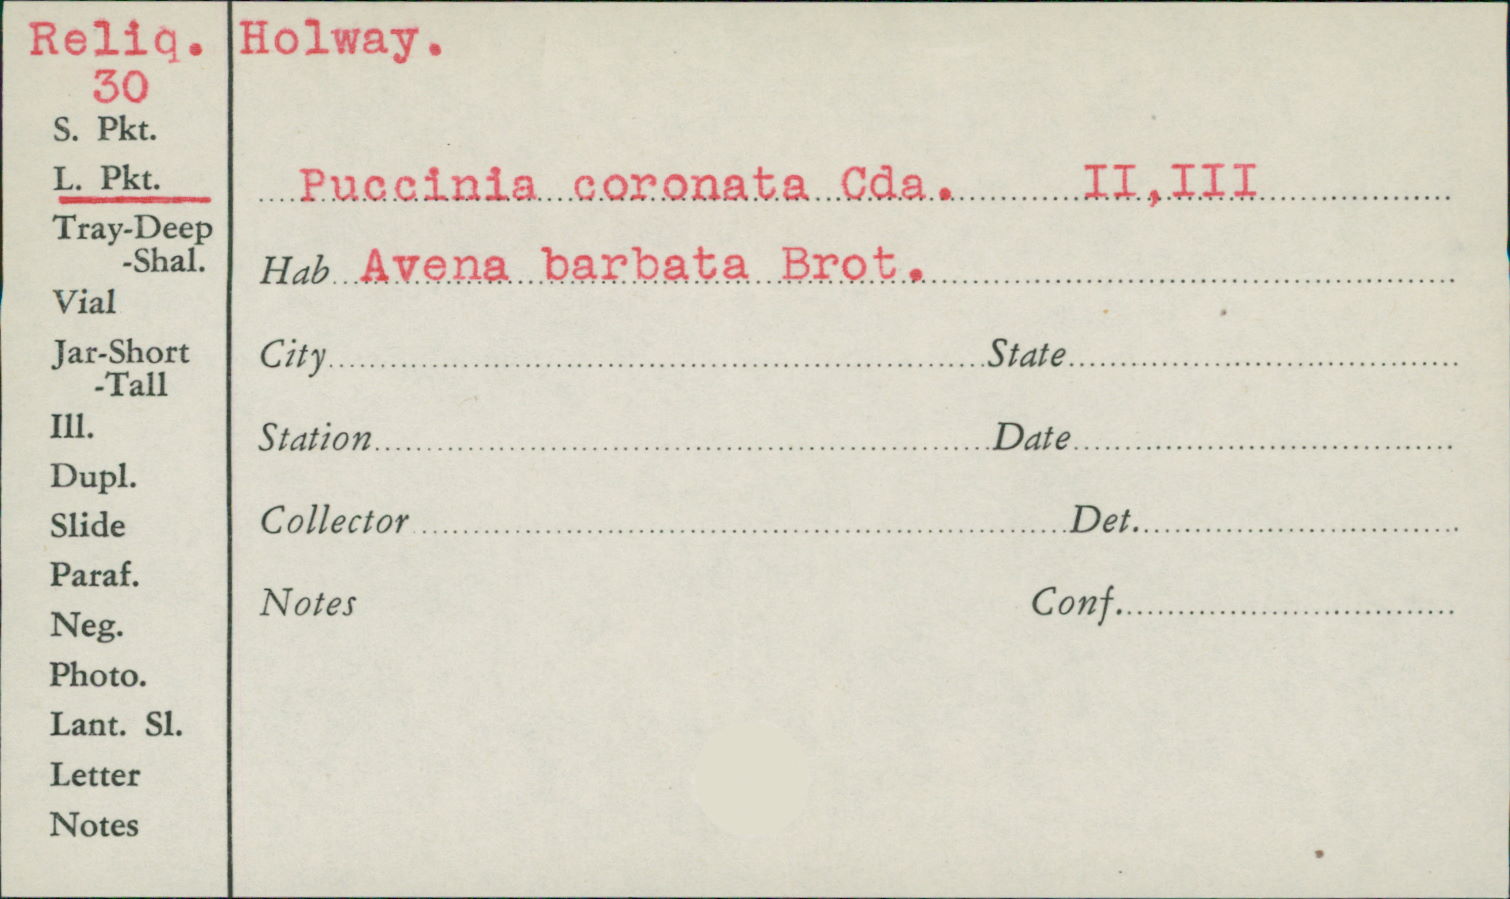 Reliq. Holway.
30
S. Pkt.
L. Pkt.
Tray-Deep
-Shal.
Vial
Jar-Short
-Tall
Ill.
Dupl.
Slide
Paraf.
Neg.
Photo.
Lant. Sl.
Letter
Notes
Puccinia coronata Cda. II,III
Hab Avena barbata Brot.
City State
Station Date
Collector Det.
Notes Conf.